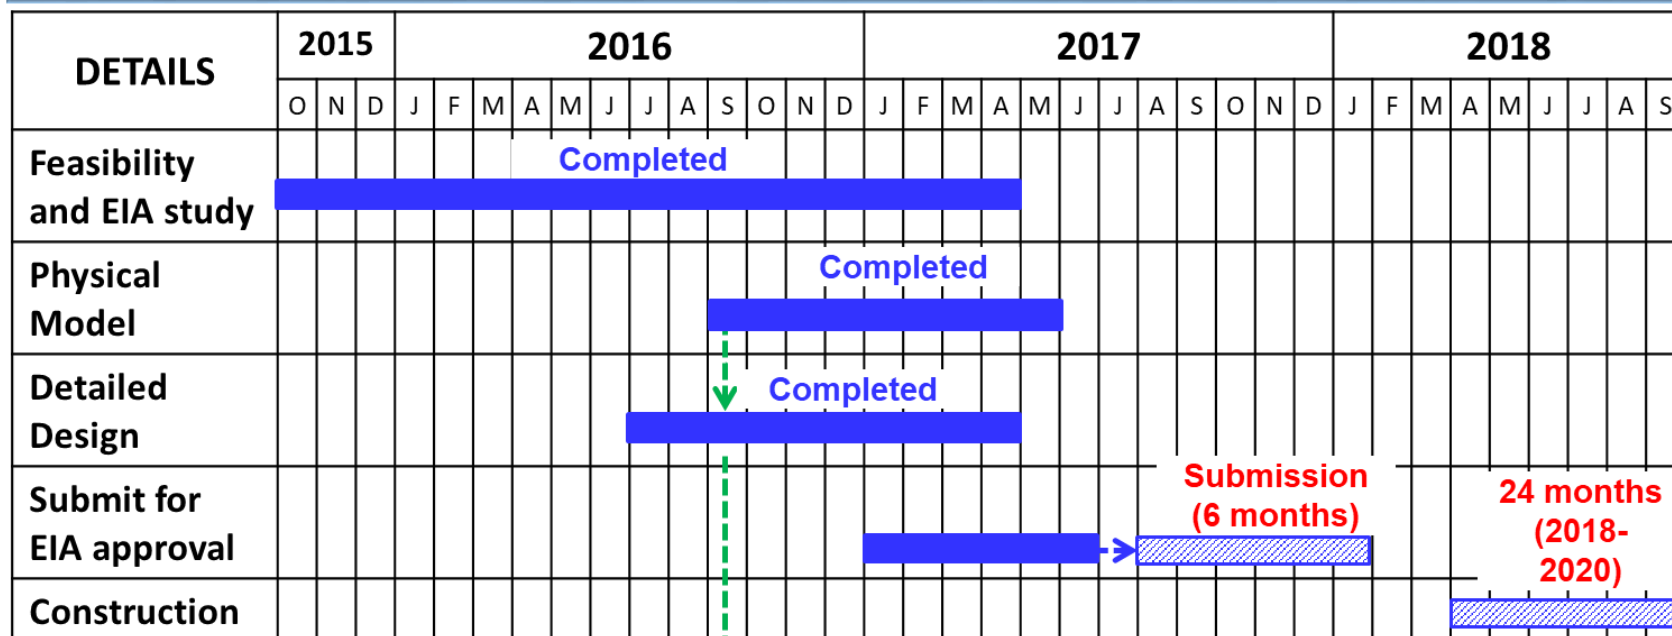 DETAILS
2015 2016 2017 2018
O N D J F M A M J J A S O N D J F M A M J J A S O N D J F M A M J J A S
Feasibility
and EIA study
Completed
Physical
Model
Completed
Detailed
Design
Completed
Submit for
EIA approval
Submission
(6 months)
24 months
(2018-
2020)
Construction